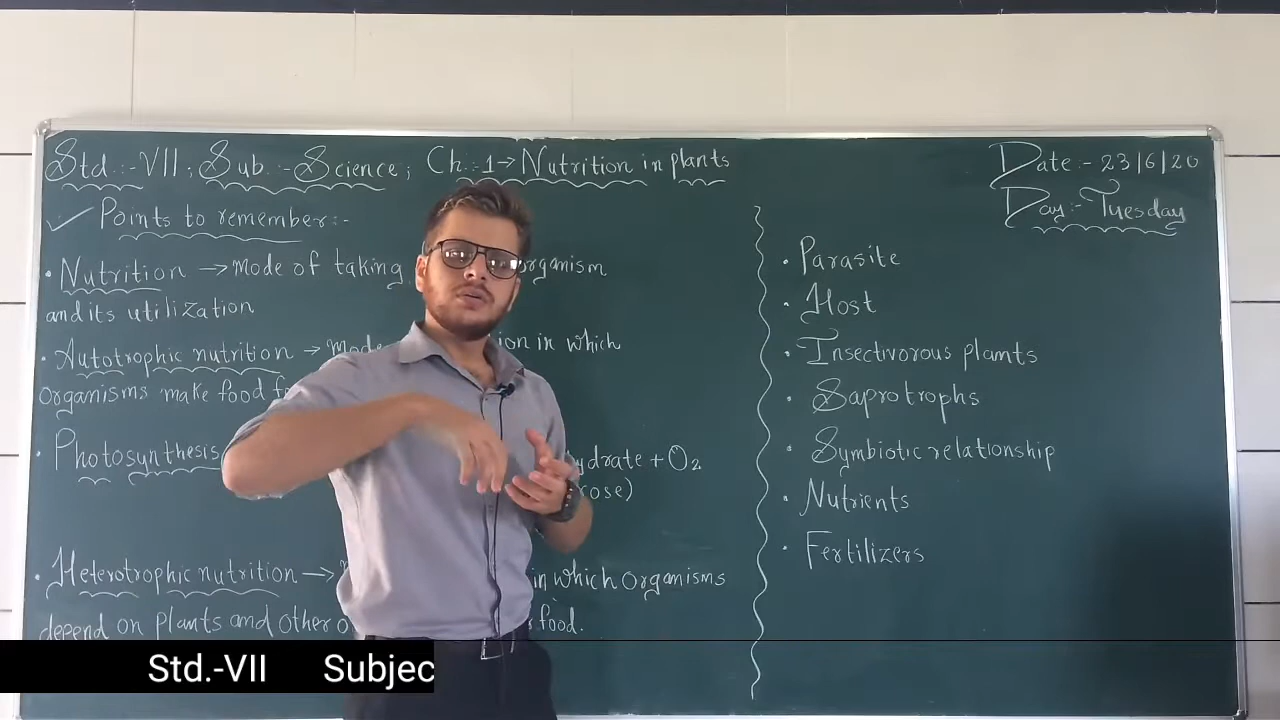 Std.:-VII; Sub.:-Science; Ch.:1→Nutrition in plants
Date:-23/6/20
Day:-Tuesday
Points to remember:-
• Nutrition → Mode of taking organism
and its utilization
• Autotrophic nutrition → Mode ion in which
organisms make food
• Photosynthesis ydrate + O2
rose)
• Heterotrophic nutrition → in which organisms
depend on plants and other food.
• Parasite
• Host
• Insectivorous plants
• Saprotrophs
• Symbiotic relationship
• Nutrients
• Fertilizers
Std.-VII Subjec